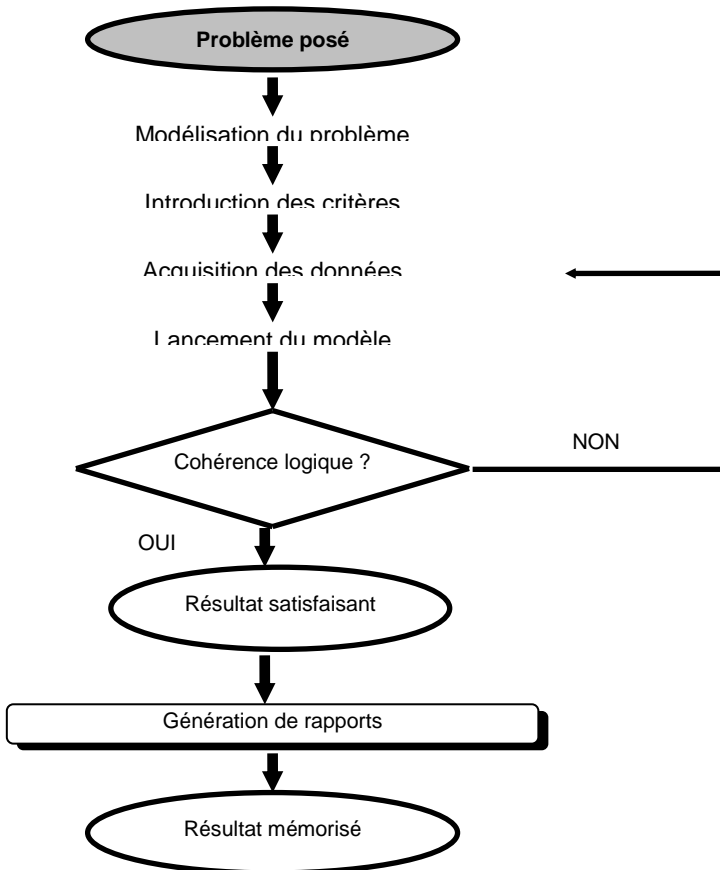 Problème posé
Modélisation du problème
Introduction des critères
Acquisition des données
Lancement du modèle
Cohérence logique ?
NON
OUI
Résultat satisfaisant
Génération de rapports
Résultat mémorisé